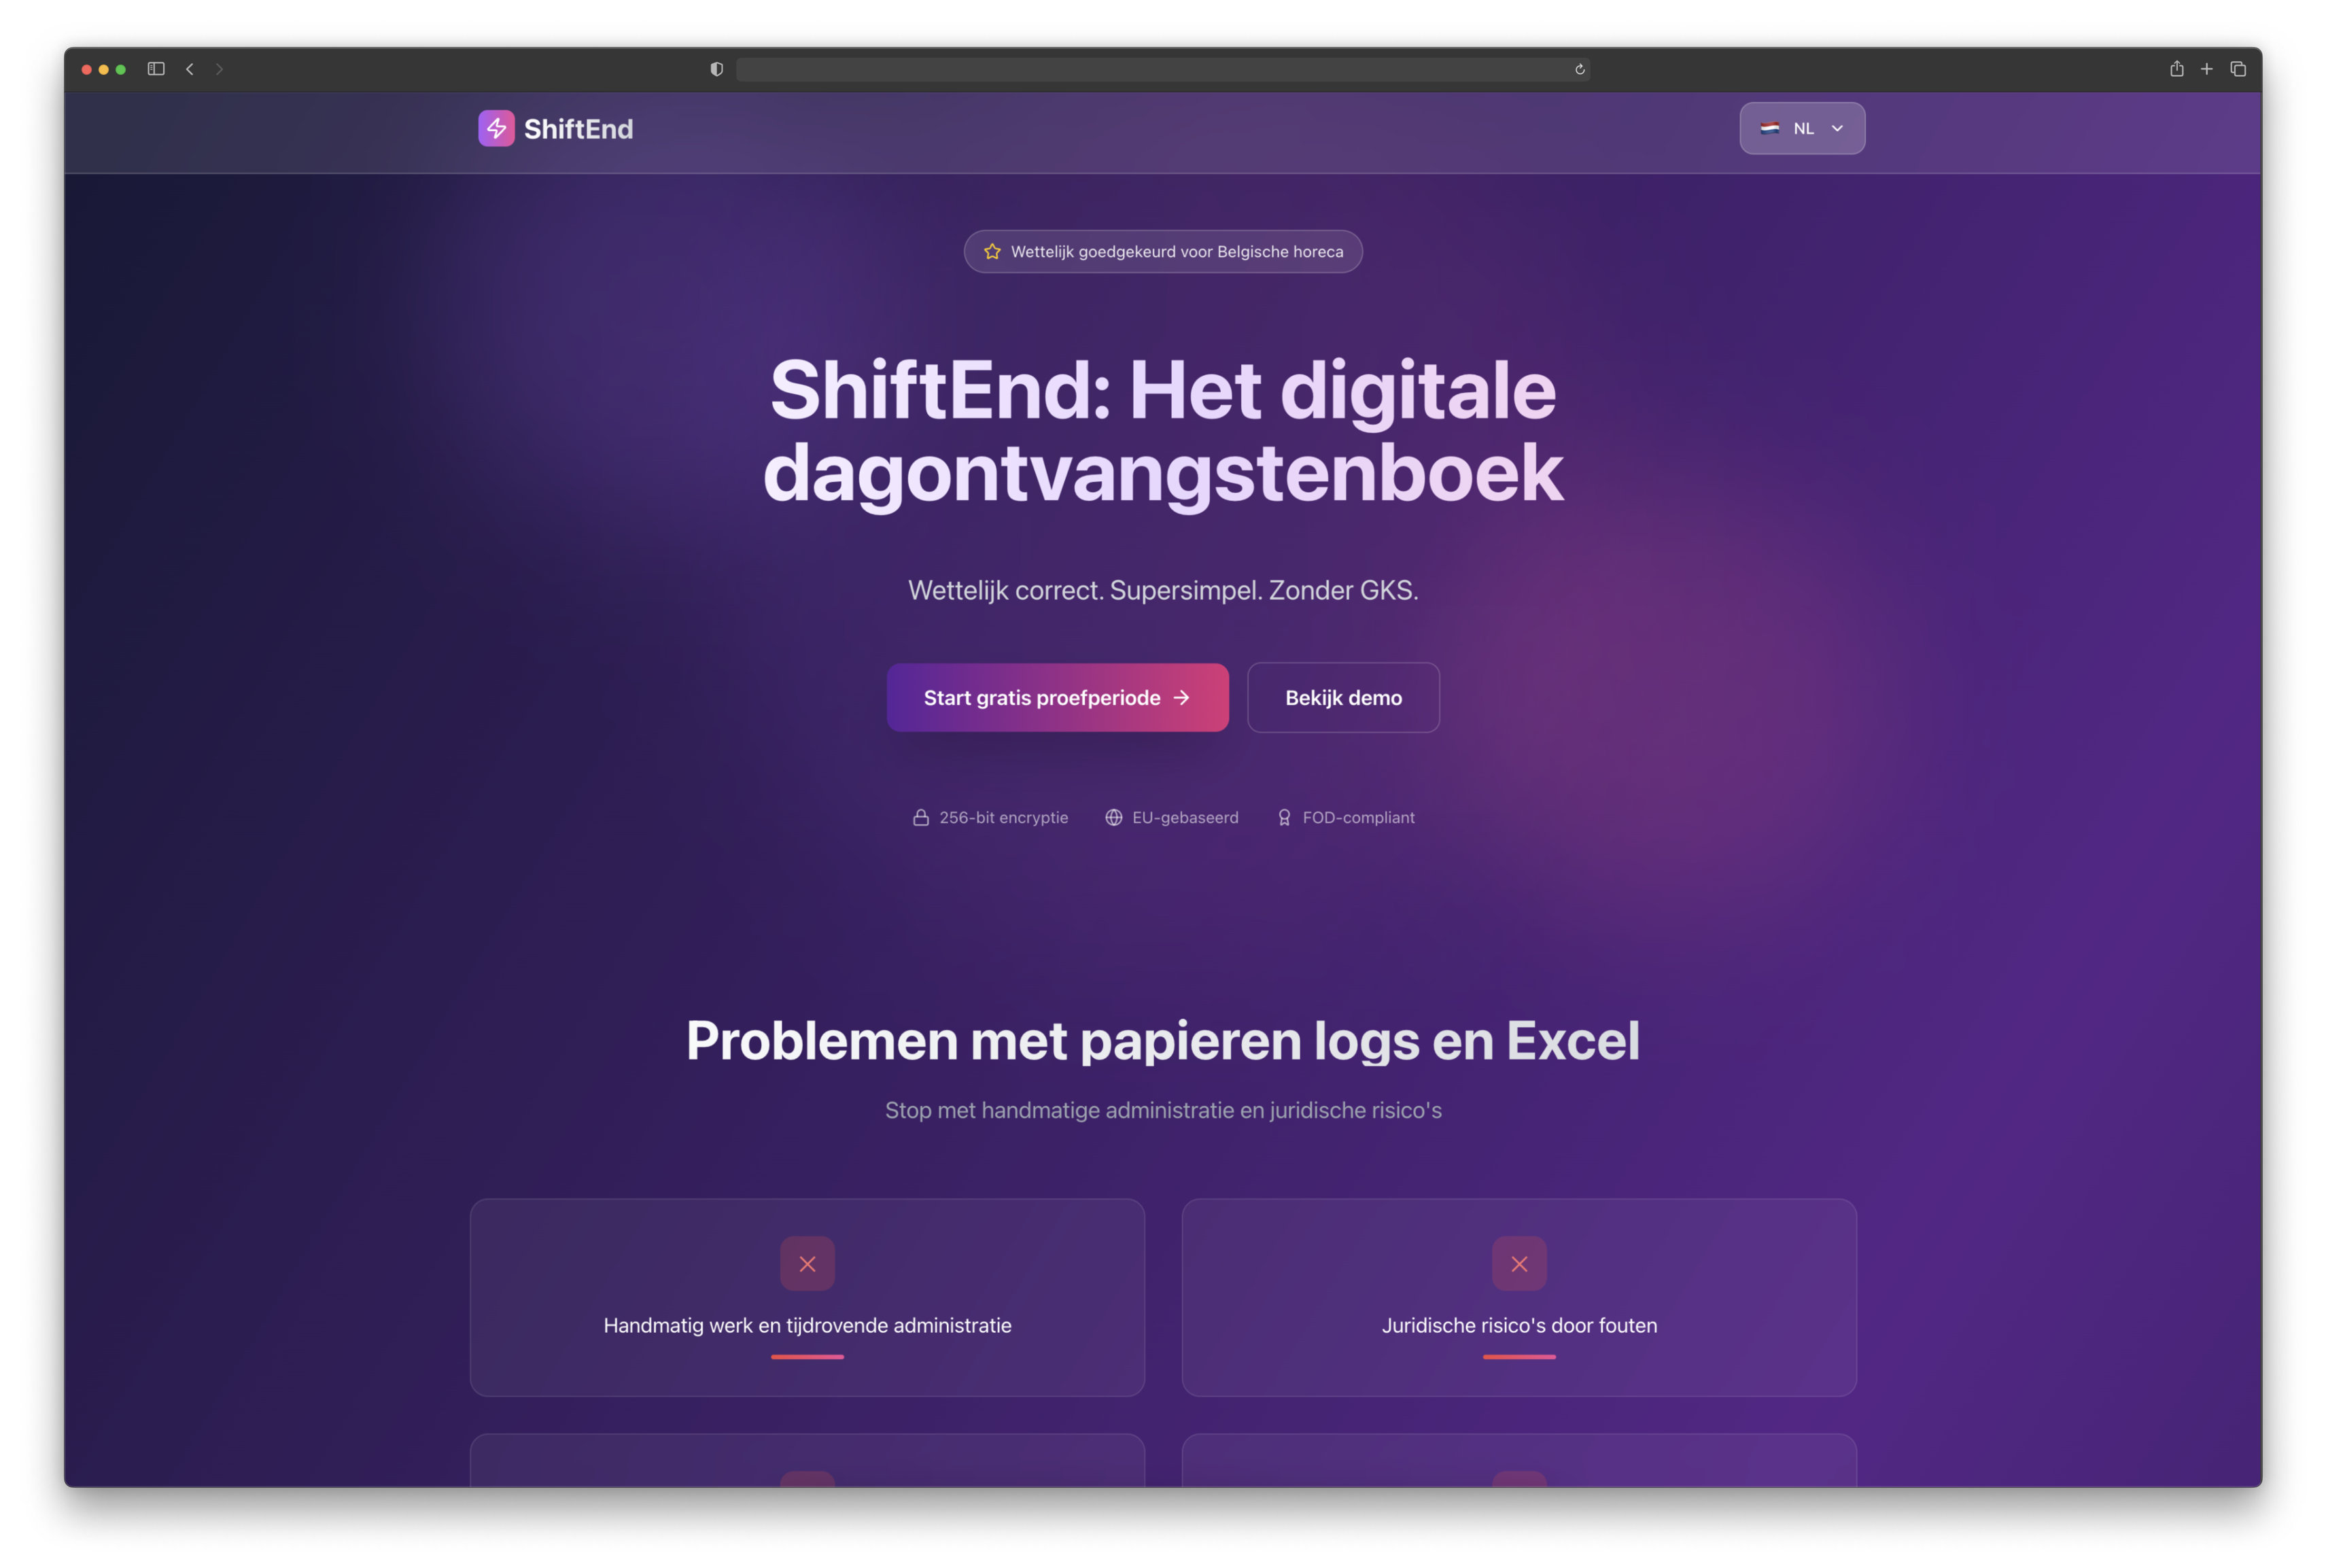 ShiftEnd
NL
Wettelijk goedgekeurd voor Belgische horeca
ShiftEnd: Het digitale
dagontvangstenboek
Wettelijk correct. Supersimpel. Zonder GKS.
Start gratis proefperiode →
Bekijk demo
256-bit encryptie
EU-gebaseerd
FOD-compliant
Problemen met papieren logs en Excel
Stop met handmatige administratie en juridische risico's
Handmatig werk en tijdrovende administratie
Juridische risico's door fouten